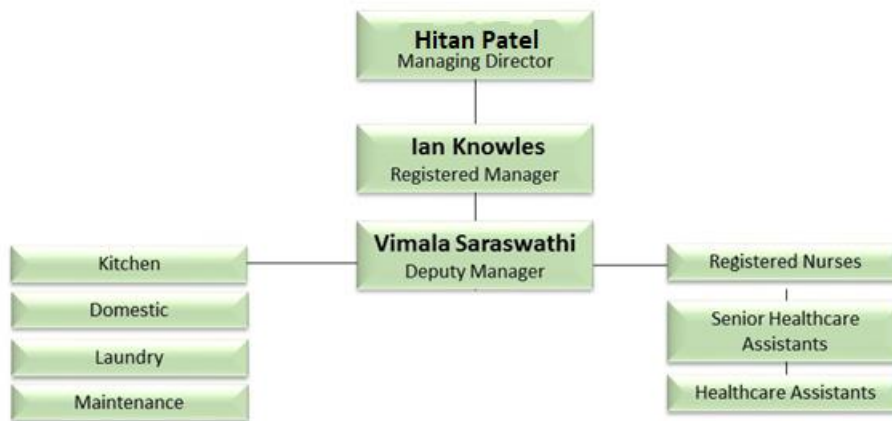 Hitan Patel
Managing Director
Ian Knowles
Registered Manager
Vimala Saraswathi
Deputy Manager
Kitchen
Domestic
Laundry
Maintenance
Registered Nurses
Senior Healthcare
Assistants
Healthcare Assistants